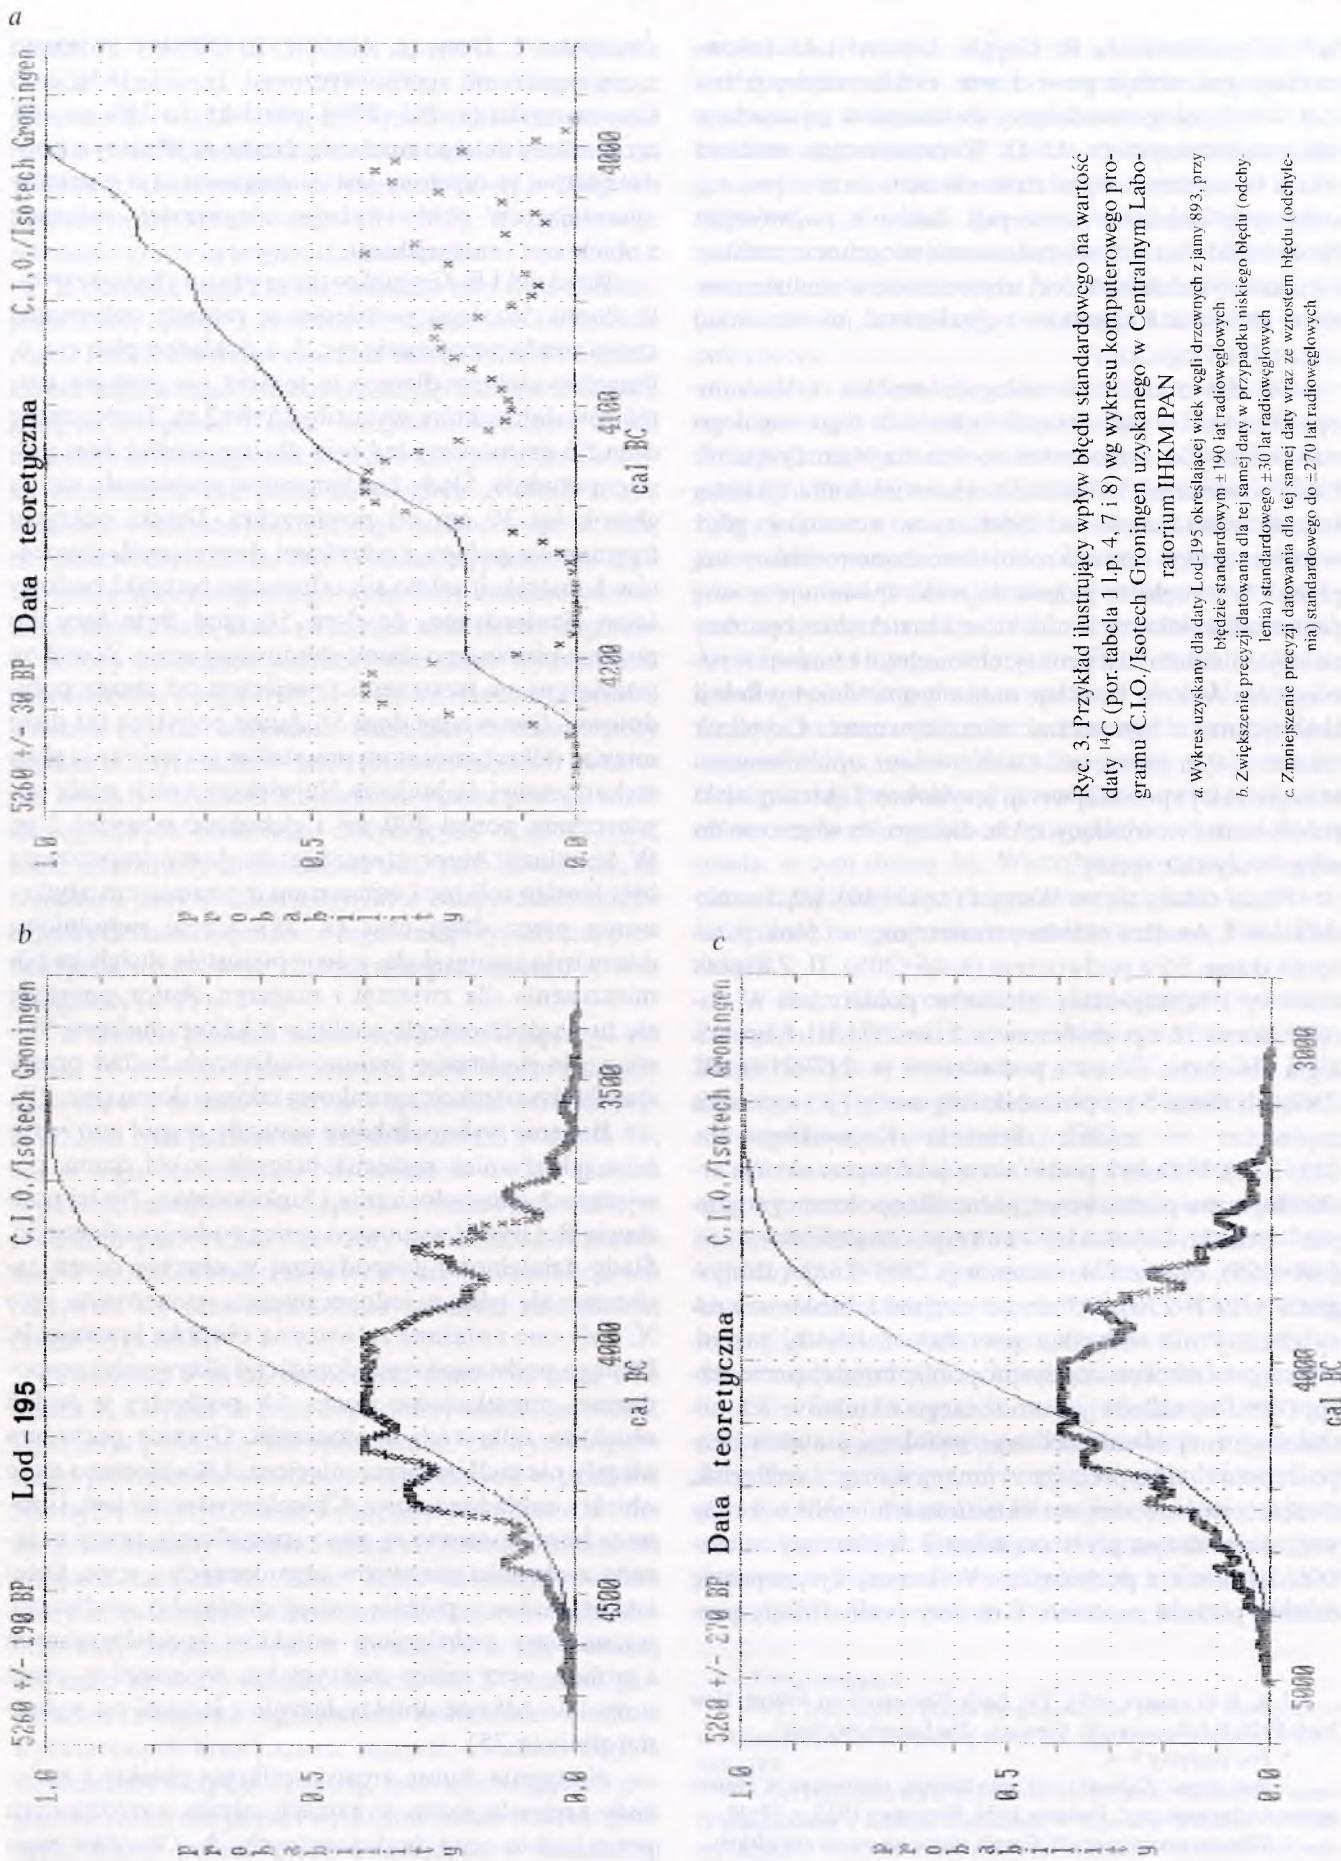 a
5260 +/- 30 BP Data teoretyczna C.I.O./Isotech Groningen
1.0
Probability
0.5
0.0
4200 4100 4000
cal BC
b
5260 +/- 190 BP Lod-195 C.I.O./Isotech Groningen
1.0
Probability
0.5
0.0
4500 4000 3500
cal BC
c
5260 +/- 270 BP Data teoretyczna C.I.O./Isotech Groningen
1.0
Probability
0.5
0.0
5000 4000 3000
cal BC
Ryc. 3. Przykład ilustrujący wpływ błędu standardowego na wartość
daty ¹⁴C (por. tabela 1 l.p. 4, 7 i 8) wg wykresu komputerowego pro-
gramu C.I.O./Isotech Groningen uzyskanego w Centralnym Labo-
ratorium IHKM PAN
a. Wykres uzyskany dla daty Lod-195 określającej wiek węgli drzewnych z jamy 893, przy
błędzie standardowym ± 190 lat radiowęglowych
b. Zwiększenie precyzji datowania dla tej samej daty w przypadku niskiego błędu (odchy-
lenia) standardowego ± 30 lat radiowęglowych
c. Zmniejszenie precyzji datowania dla tej samej daty wraz ze wzrostem błędu (odchyle-
nia) standardowego do ± 270 lat radiowęglowych